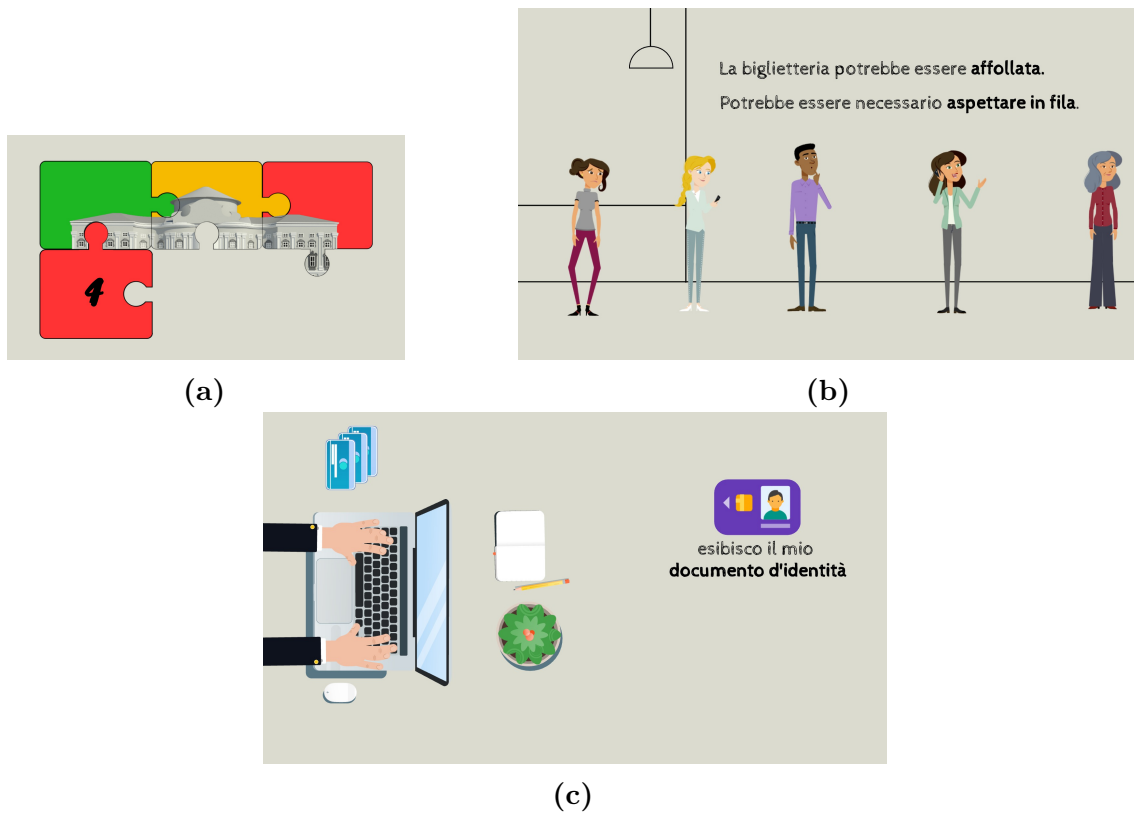 4
(a)
La biglietteria potrebbe essere affollata.
Potrebbe essere necessario aspettare in fila.
(b)
esibisco il mio
documento d'identità
(c)